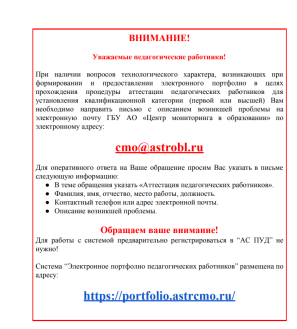 ВНИМАНИЕ!
Уважаемые педагогические работники!
При наличии вопросов технологического характера, возникающих при
формировании и предоставлении электронного портфолио в целях
прохождения процедуры аттестации педагогических работников для
установления квалификационной категории (первой или высшей) Вам
необходимо направить письмо с описанием возникшей проблемы на
электронную почту ГБУ АО «Центр мониторинга в образовании» по
электронному адресу:
cmo@astrobl.ru
Для оперативного ответа на Ваше обращение просим Вас указать в письме
следующую информацию:
● В теме обращения указать «Аттестация педагогических работников».
● Фамилия, имя, отчество, место работы, должность.
● Контактный телефон или адрес электронной почты.
● Описание возникшей проблемы.
Обращаем ваше внимание!
Для работы с системой предварительно регистрироваться в "АС ПУД" не
нужно!
Система "Электронное портфолио педагогических работников" размещена по
адресу:
https://portfolio.astrcmo.ru/